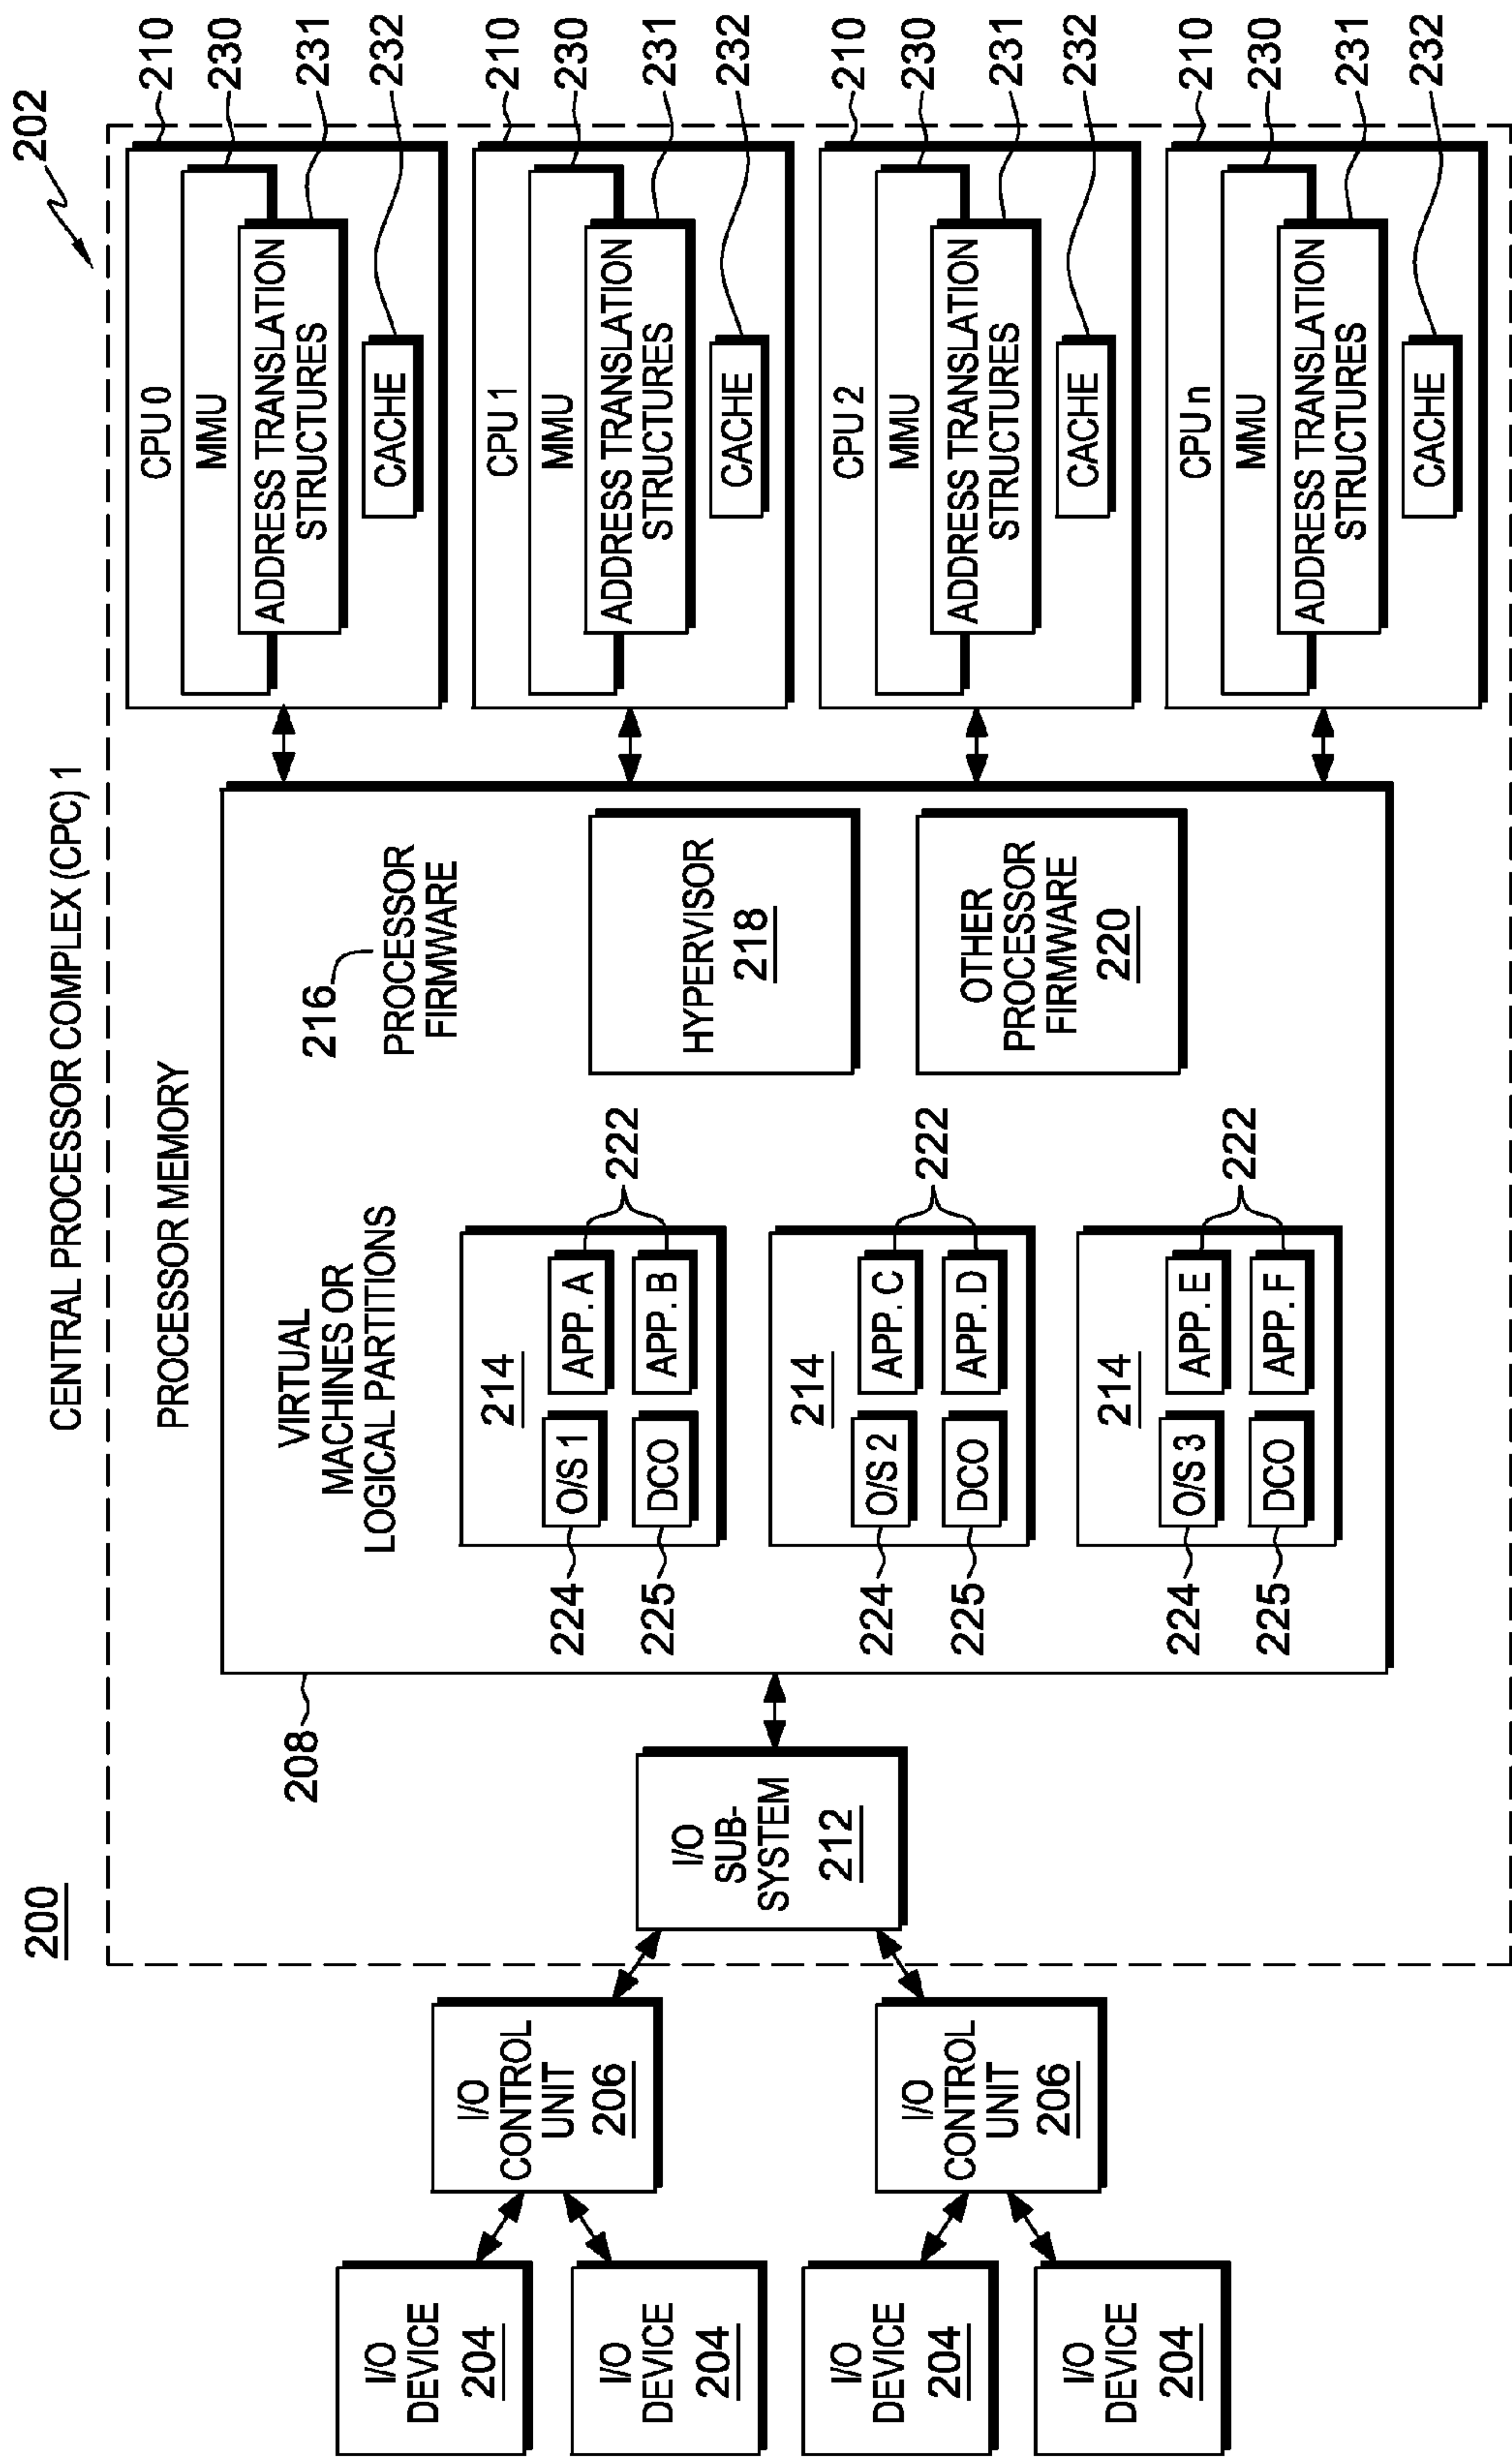 200
202
CENTRAL PROCESSOR COMPLEX (CPC) 1
I/O
DEVICE
204
I/O
DEVICE
204
I/O
DEVICE
204
I/O
DEVICE
204
I/O
CONTROL
UNIT
206
I/O
CONTROL
UNIT
206
I/O
SUB-
SYSTEM
212
208
PROCESSOR MEMORY
VIRTUAL
MACHINES OR
LOGICAL PARTITIONS
214
224
O/S 1
APP. A
225
DCO
APP. B
222
214
224
O/S 2
APP. C
225
DCO
APP. D
222
214
224
O/S 3
APP. E
225
DCO
APP. F
222
216
PROCESSOR
FIRMWARE
HYPERVISOR
218
OTHER
PROCESSOR
FIRMWARE
220
CPU 0
210
MMU
230
ADDRESS TRANSLATION
STRUCTURES
231
CACHE
232
CPU 1
210
MMU
230
ADDRESS TRANSLATION
STRUCTURES
231
CACHE
232
CPU 2
210
MMU
230
ADDRESS TRANSLATION
STRUCTURES
231
CACHE
232
CPU n
210
MMU
230
ADDRESS TRANSLATION
STRUCTURES
231
CACHE
232